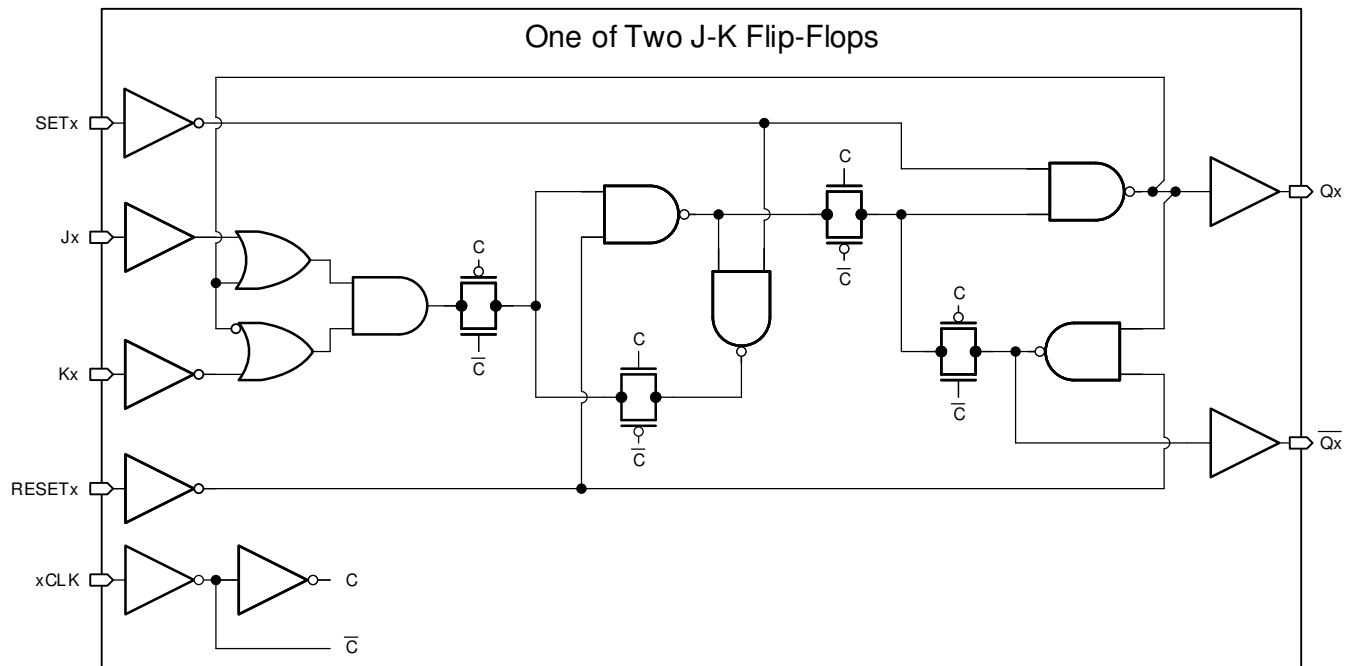 One of Two J-K Flip-Flops
SETx
C
Qx
Jx
C
C
C̅
C
C
C̅
Kx
C̅
C̅
Q̅x̅
RESETx
xCLK
C
C̅